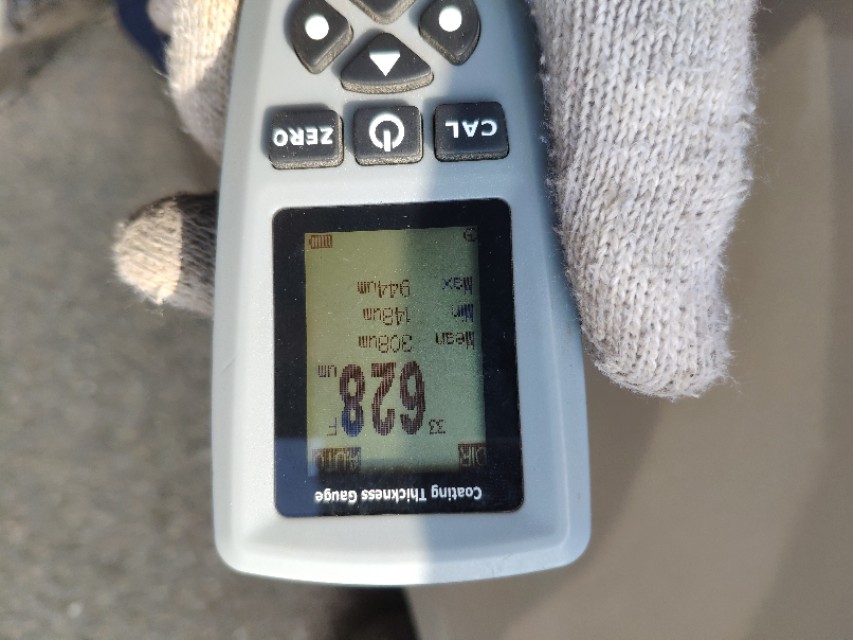 Coating Thickness Gauge
DIR AUTO
33 628 F um
Mean 308um
Min 148um
Max 944um
CAL ZERO